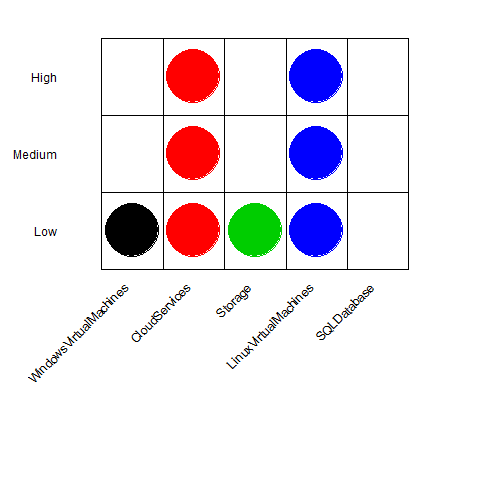 High
Medium
Low
WindowsVirtualMachines
CloudServices
Storage
LinuxVirtualMachines
SQLDatabase